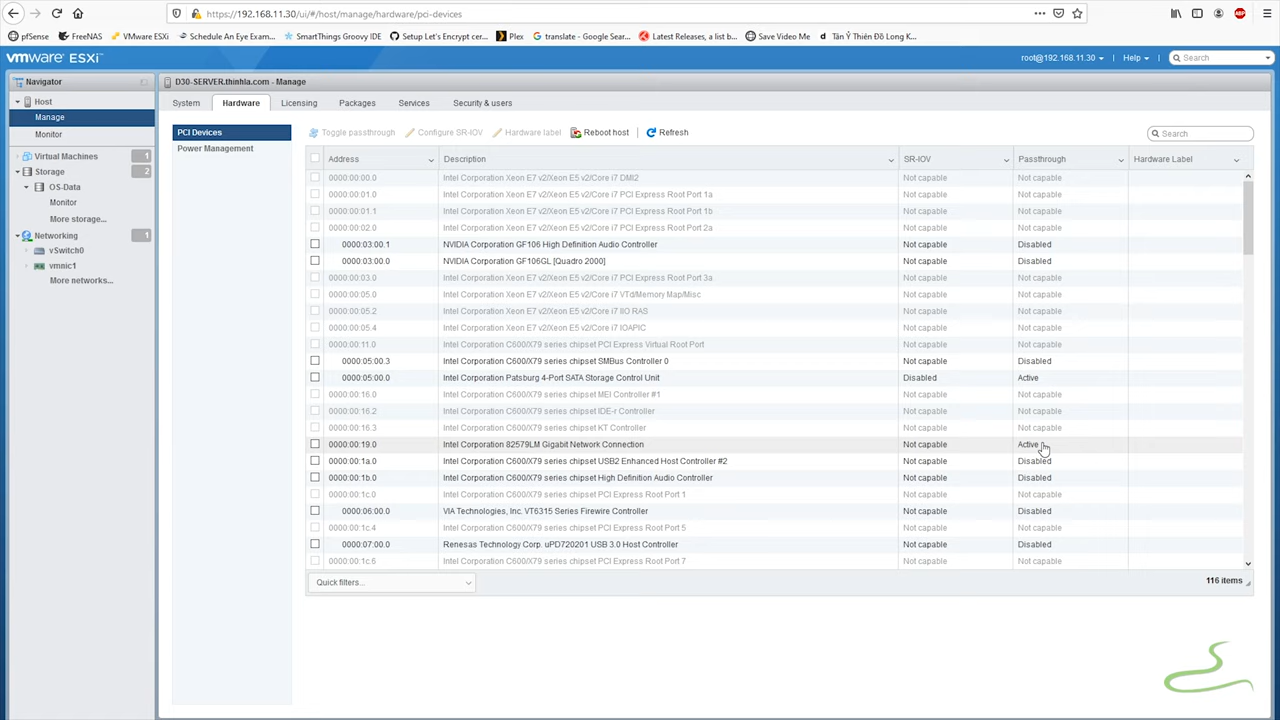 https://192.168.11.30/ui/#/host/manage/hardware/pci-devices
pfSense FreeNAS VMware ESXi Schedule An Eye Exam... SmartThings Groovy IDE Setup Let's Encrypt cer... Plex translate - Google Sear... Latest Releases, a list b... Save Video Me Tân Ỷ Thiên Đồ Long K...
vmware ESXi root@192.168.11.30 Help Search
Navigator D30-SERVER.thinhla.com - Manage
Host
Manage
Monitor
Virtual Machines 1
Storage 2
OS-Data
Monitor
More storage...
Networking 1
vSwitch0
vmnic1
More networks...
System Hardware Licensing Packages Services Security & users
PCI Devices
Power Management
Toggle passthrough Configure SR-IOV Hardware label Reboot host Refresh Search
Address Description SR-IOV Passthrough Hardware Label
0000:00:00.0 Intel Corporation Xeon E7 v2/Xeon E5 v2/Core i7 DMI2 Not capable Not capable
0000:00:01.0 Intel Corporation Xeon E7 v2/Xeon E5 v2/Core i7 PCI Express Root Port 1a Not capable Not capable
0000:00:01.1 Intel Corporation Xeon E7 v2/Xeon E5 v2/Core i7 PCI Express Root Port 1b Not capable Not capable
0000:00:02.0 Intel Corporation Xeon E7 v2/Xeon E5 v2/Core i7 PCI Express Root Port 2a Not capable Not capable
0000:03:00.1 NVIDIA Corporation GF106 High Definition Audio Controller Not capable Disabled
0000:03:00.0 NVIDIA Corporation GF106GL [Quadro 2000] Not capable Disabled
0000:00:03.0 Intel Corporation Xeon E7 v2/Xeon E5 v2/Core i7 PCI Express Root Port 3a Not capable Not capable
0000:00:05.0 Intel Corporation Xeon E7 v2/Xeon E5 v2/Core i7 VTd/Memory Map/Misc Not capable Not capable
0000:00:05.2 Intel Corporation Xeon E7 v2/Xeon E5 v2/Core i7 IIO RAS Not capable Not capable
0000:00:05.4 Intel Corporation Xeon E7 v2/Xeon E5 v2/Core i7 IOAPIC Not capable Not capable
0000:00:11.0 Intel Corporation C600/X79 series chipset PCI Express Virtual Root Port Not capable Not capable
0000:05:00.3 Intel Corporation C600/X79 series chipset SMBus Controller 0 Not capable Disabled
0000:05:00.0 Intel Corporation Patsburg 4-Port SATA Storage Control Unit Disabled Active
0000:00:16.0 Intel Corporation C600/X79 series chipset MEI Controller #1 Not capable Not capable
0000:00:16.2 Intel Corporation C600/X79 series chipset IDE-r Controller Not capable Not capable
0000:00:16.3 Intel Corporation C600/X79 series chipset KT Controller Not capable Not capable
0000:00:19.0 Intel Corporation 82579LM Gigabit Network Connection Not capable Active
0000:00:1a.0 Intel Corporation C600/X79 series chipset USB2 Enhanced Host Controller #2 Not capable Disabled
0000:00:1b.0 Intel Corporation C600/X79 series chipset High Definition Audio Controller Not capable Disabled
0000:00:1c.0 Intel Corporation C600/X79 series chipset PCI Express Root Port 1 Not capable Not capable
0000:06:00.0 VIA Technologies, Inc. VT6315 Series Firewire Controller Not capable Disabled
0000:00:1c.4 Intel Corporation C600/X79 series chipset PCI Express Root Port 5 Not capable Not capable
0000:07:00.0 Renesas Technology Corp. uPD720201 USB 3.0 Host Controller Not capable Disabled
0000:00:1c.6 Intel Corporation C600/X79 series chipset PCI Express Root Port 7 Not capable Not capable
Quick filters... 116 items